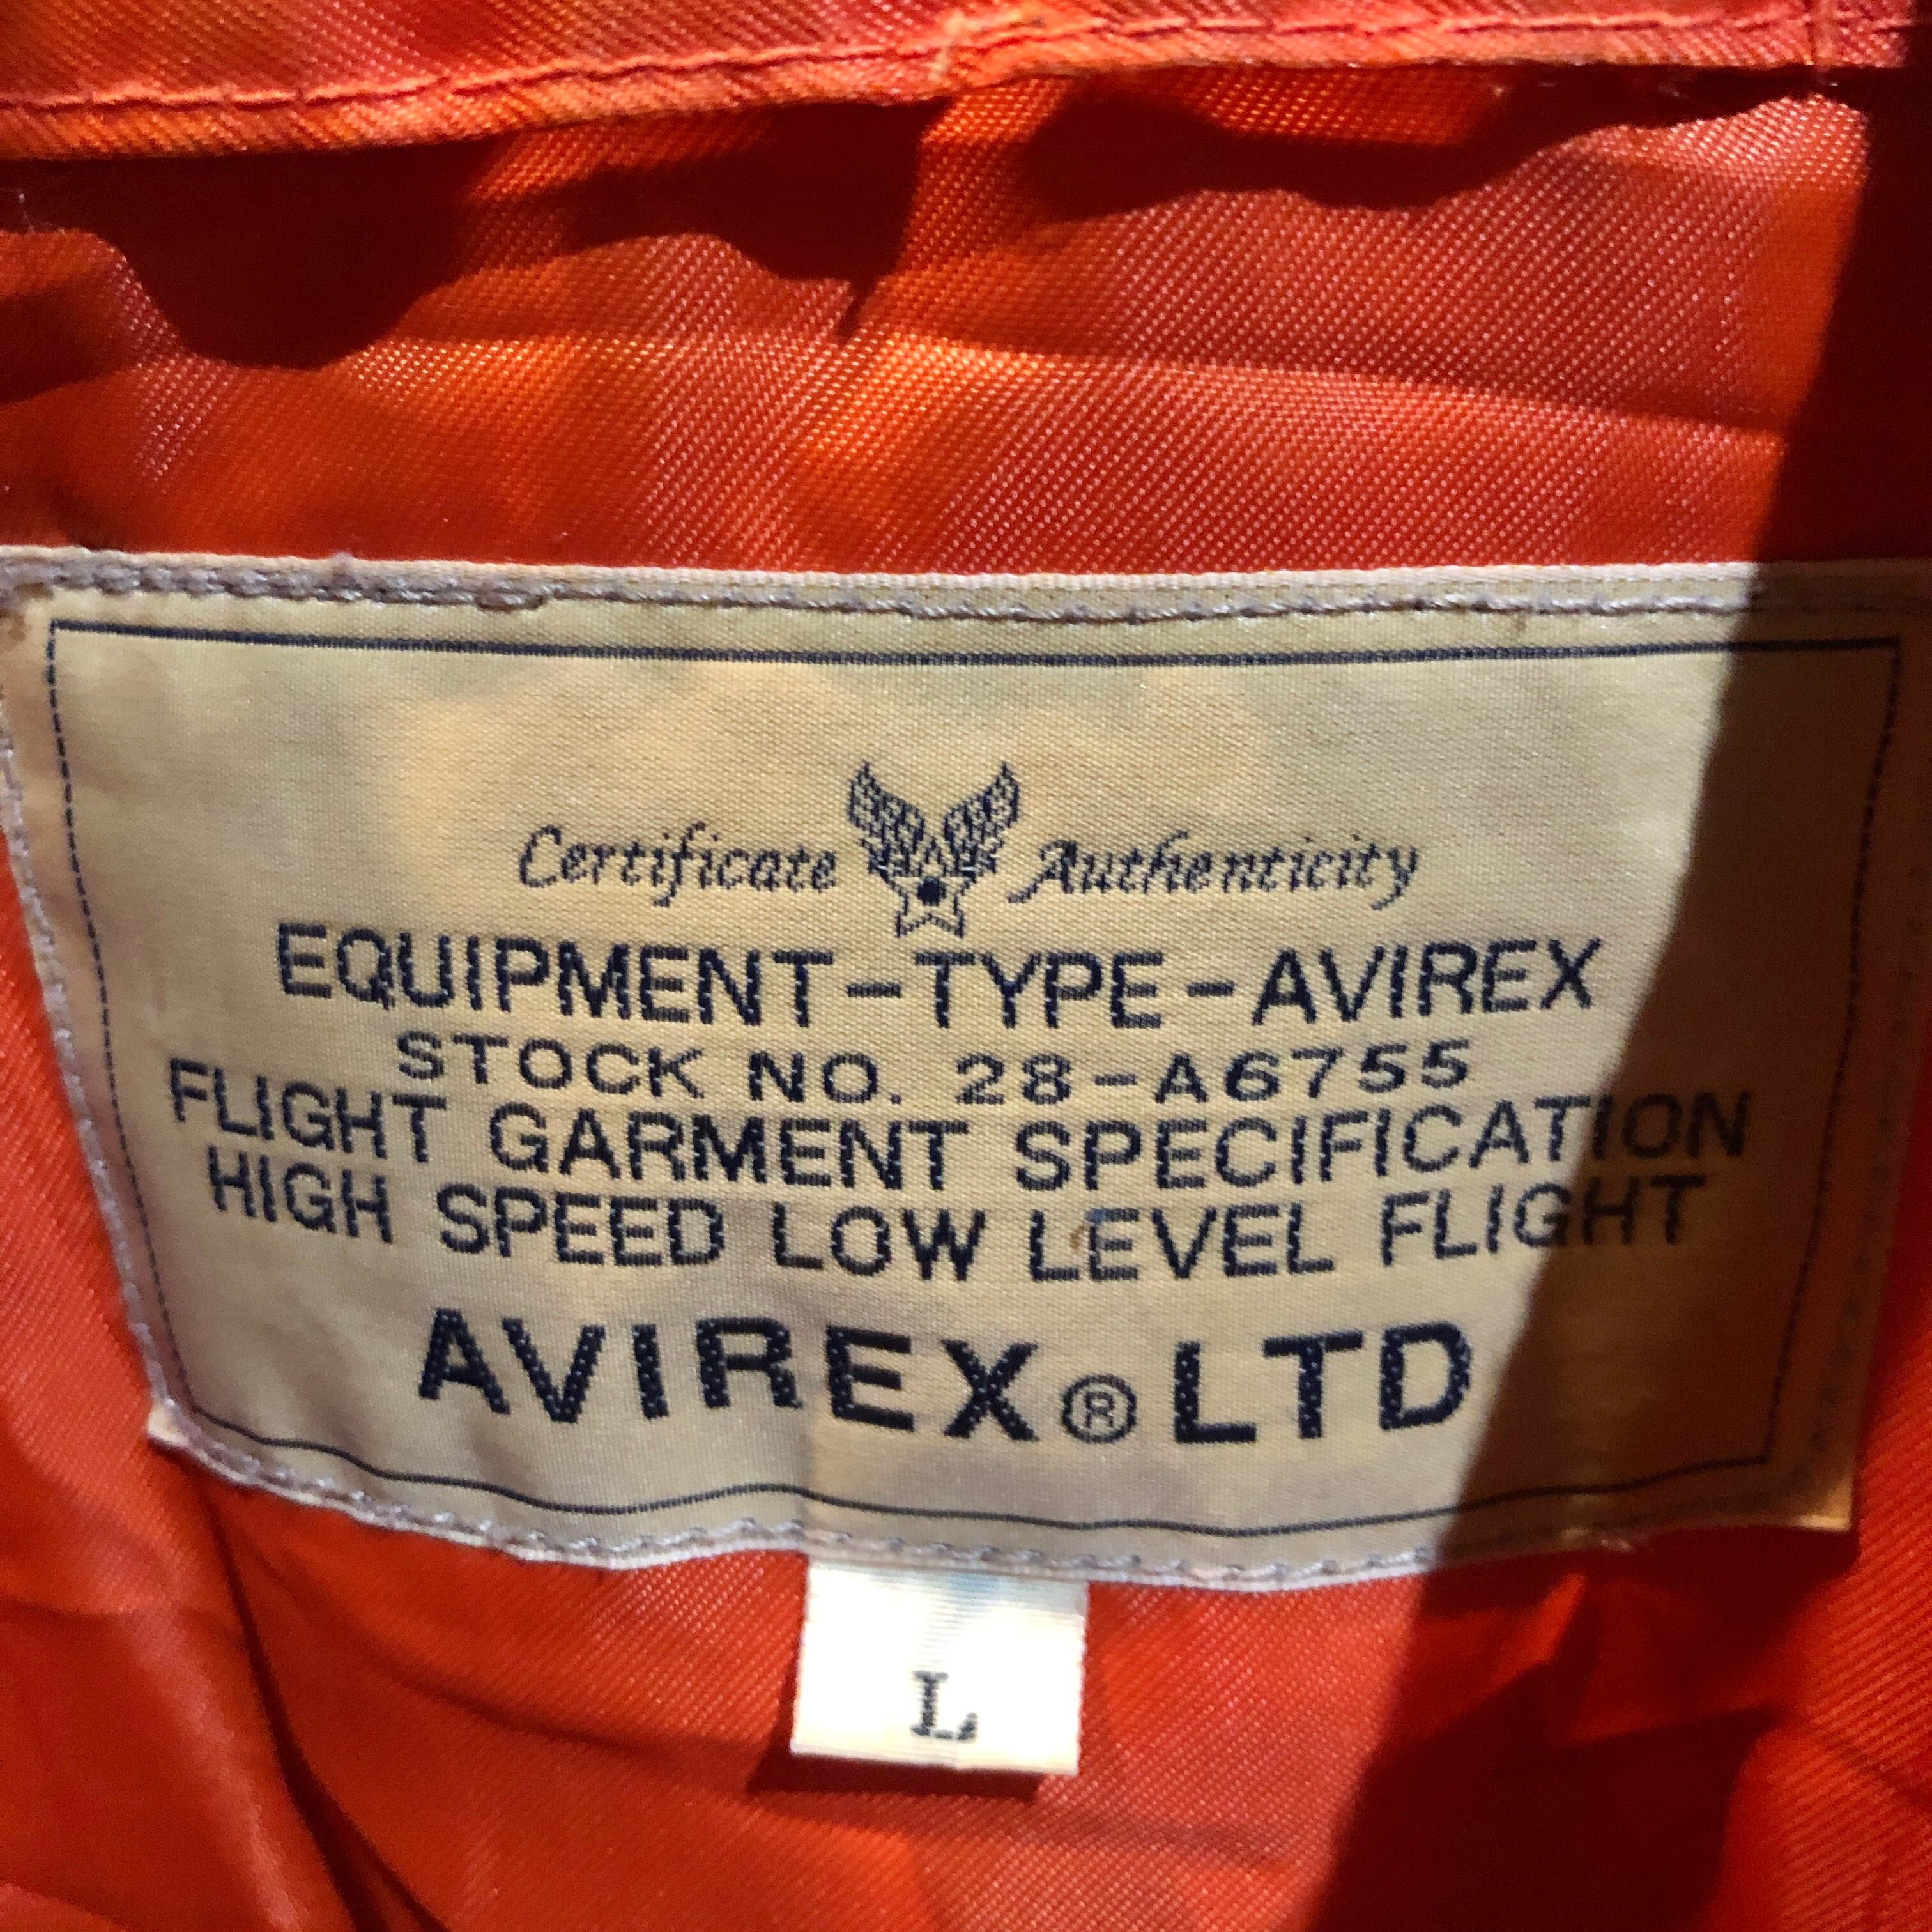 Certificate Authenticity
EQUIPMENT-TYPE-AVIREX
STOCK NO. 28-A6755
FLIGHT GARMENT SPECIFICATION
HIGH SPEED LOW LEVEL FLIGHT
AVIREX® LTD
L